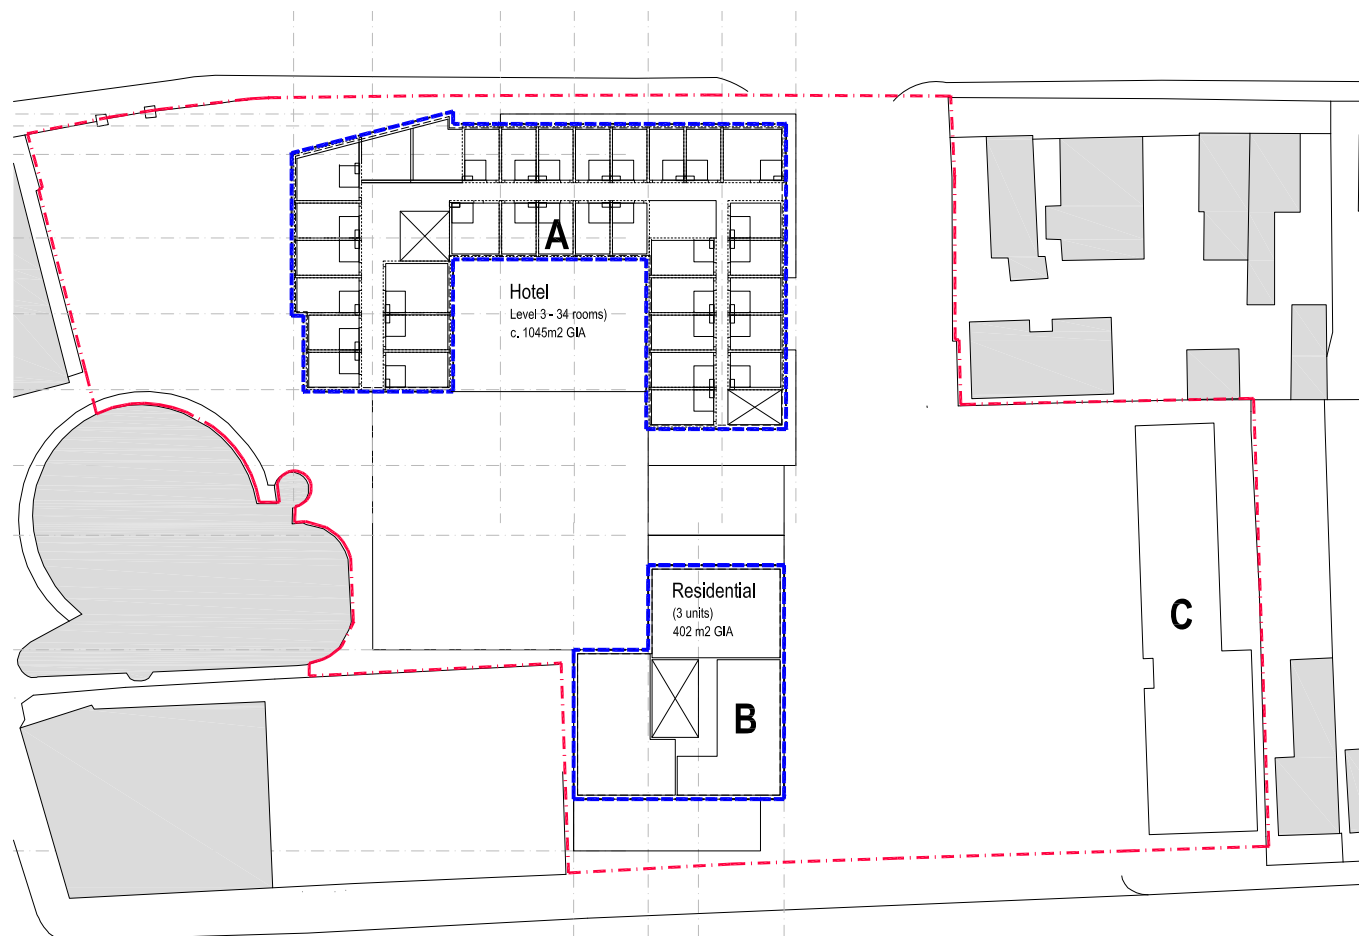 A
Hotel
Level 3 - 34 rooms)
c. 1045m2 GIA
Residential
(3 units)
402 m2 GIA
C
B